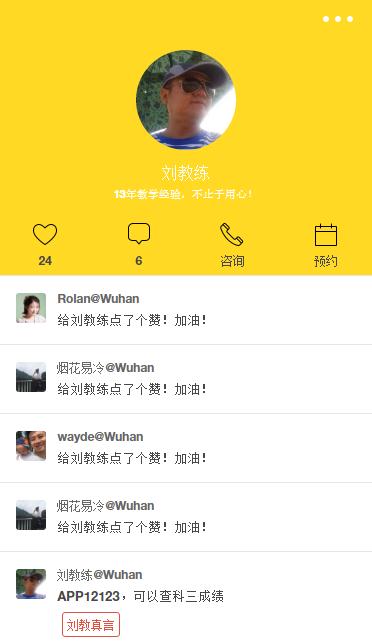 刘教练
13年教学经验，不止于用心！
24
6
咨询
预约
Rolan@Wuhan
给刘教练点了个赞！加油！
烟花易冷@Wuhan
给刘教练点了个赞！加油！
wayde@Wuhan
给刘教练点了个赞！加油！
烟花易冷@Wuhan
给刘教练点了个赞！加油！
刘教练@Wuhan
APP12123，可以查科三成绩
刘教真言